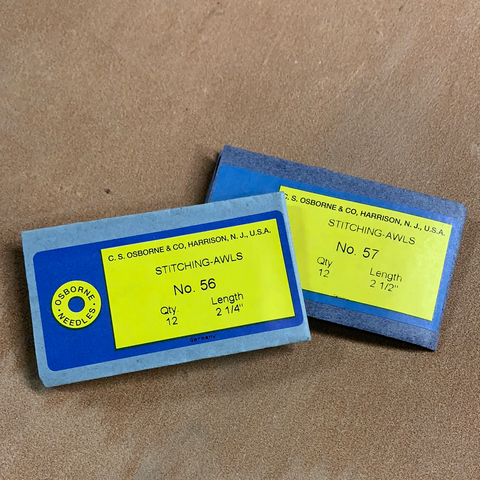 C. S. OSBORNE & CO, HARRISON, N. J., U.S.A.
STITCHING-AWLS
No. 56
Qty Length
12 2 1/4"
OSBORNE
• NEEDLES •
Germany
C. S. OSBORNE & CO, HARRISON, N. J., U.S.A.
STITCHING-AWLS
No. 57
Qty Length
12 2 1/2"